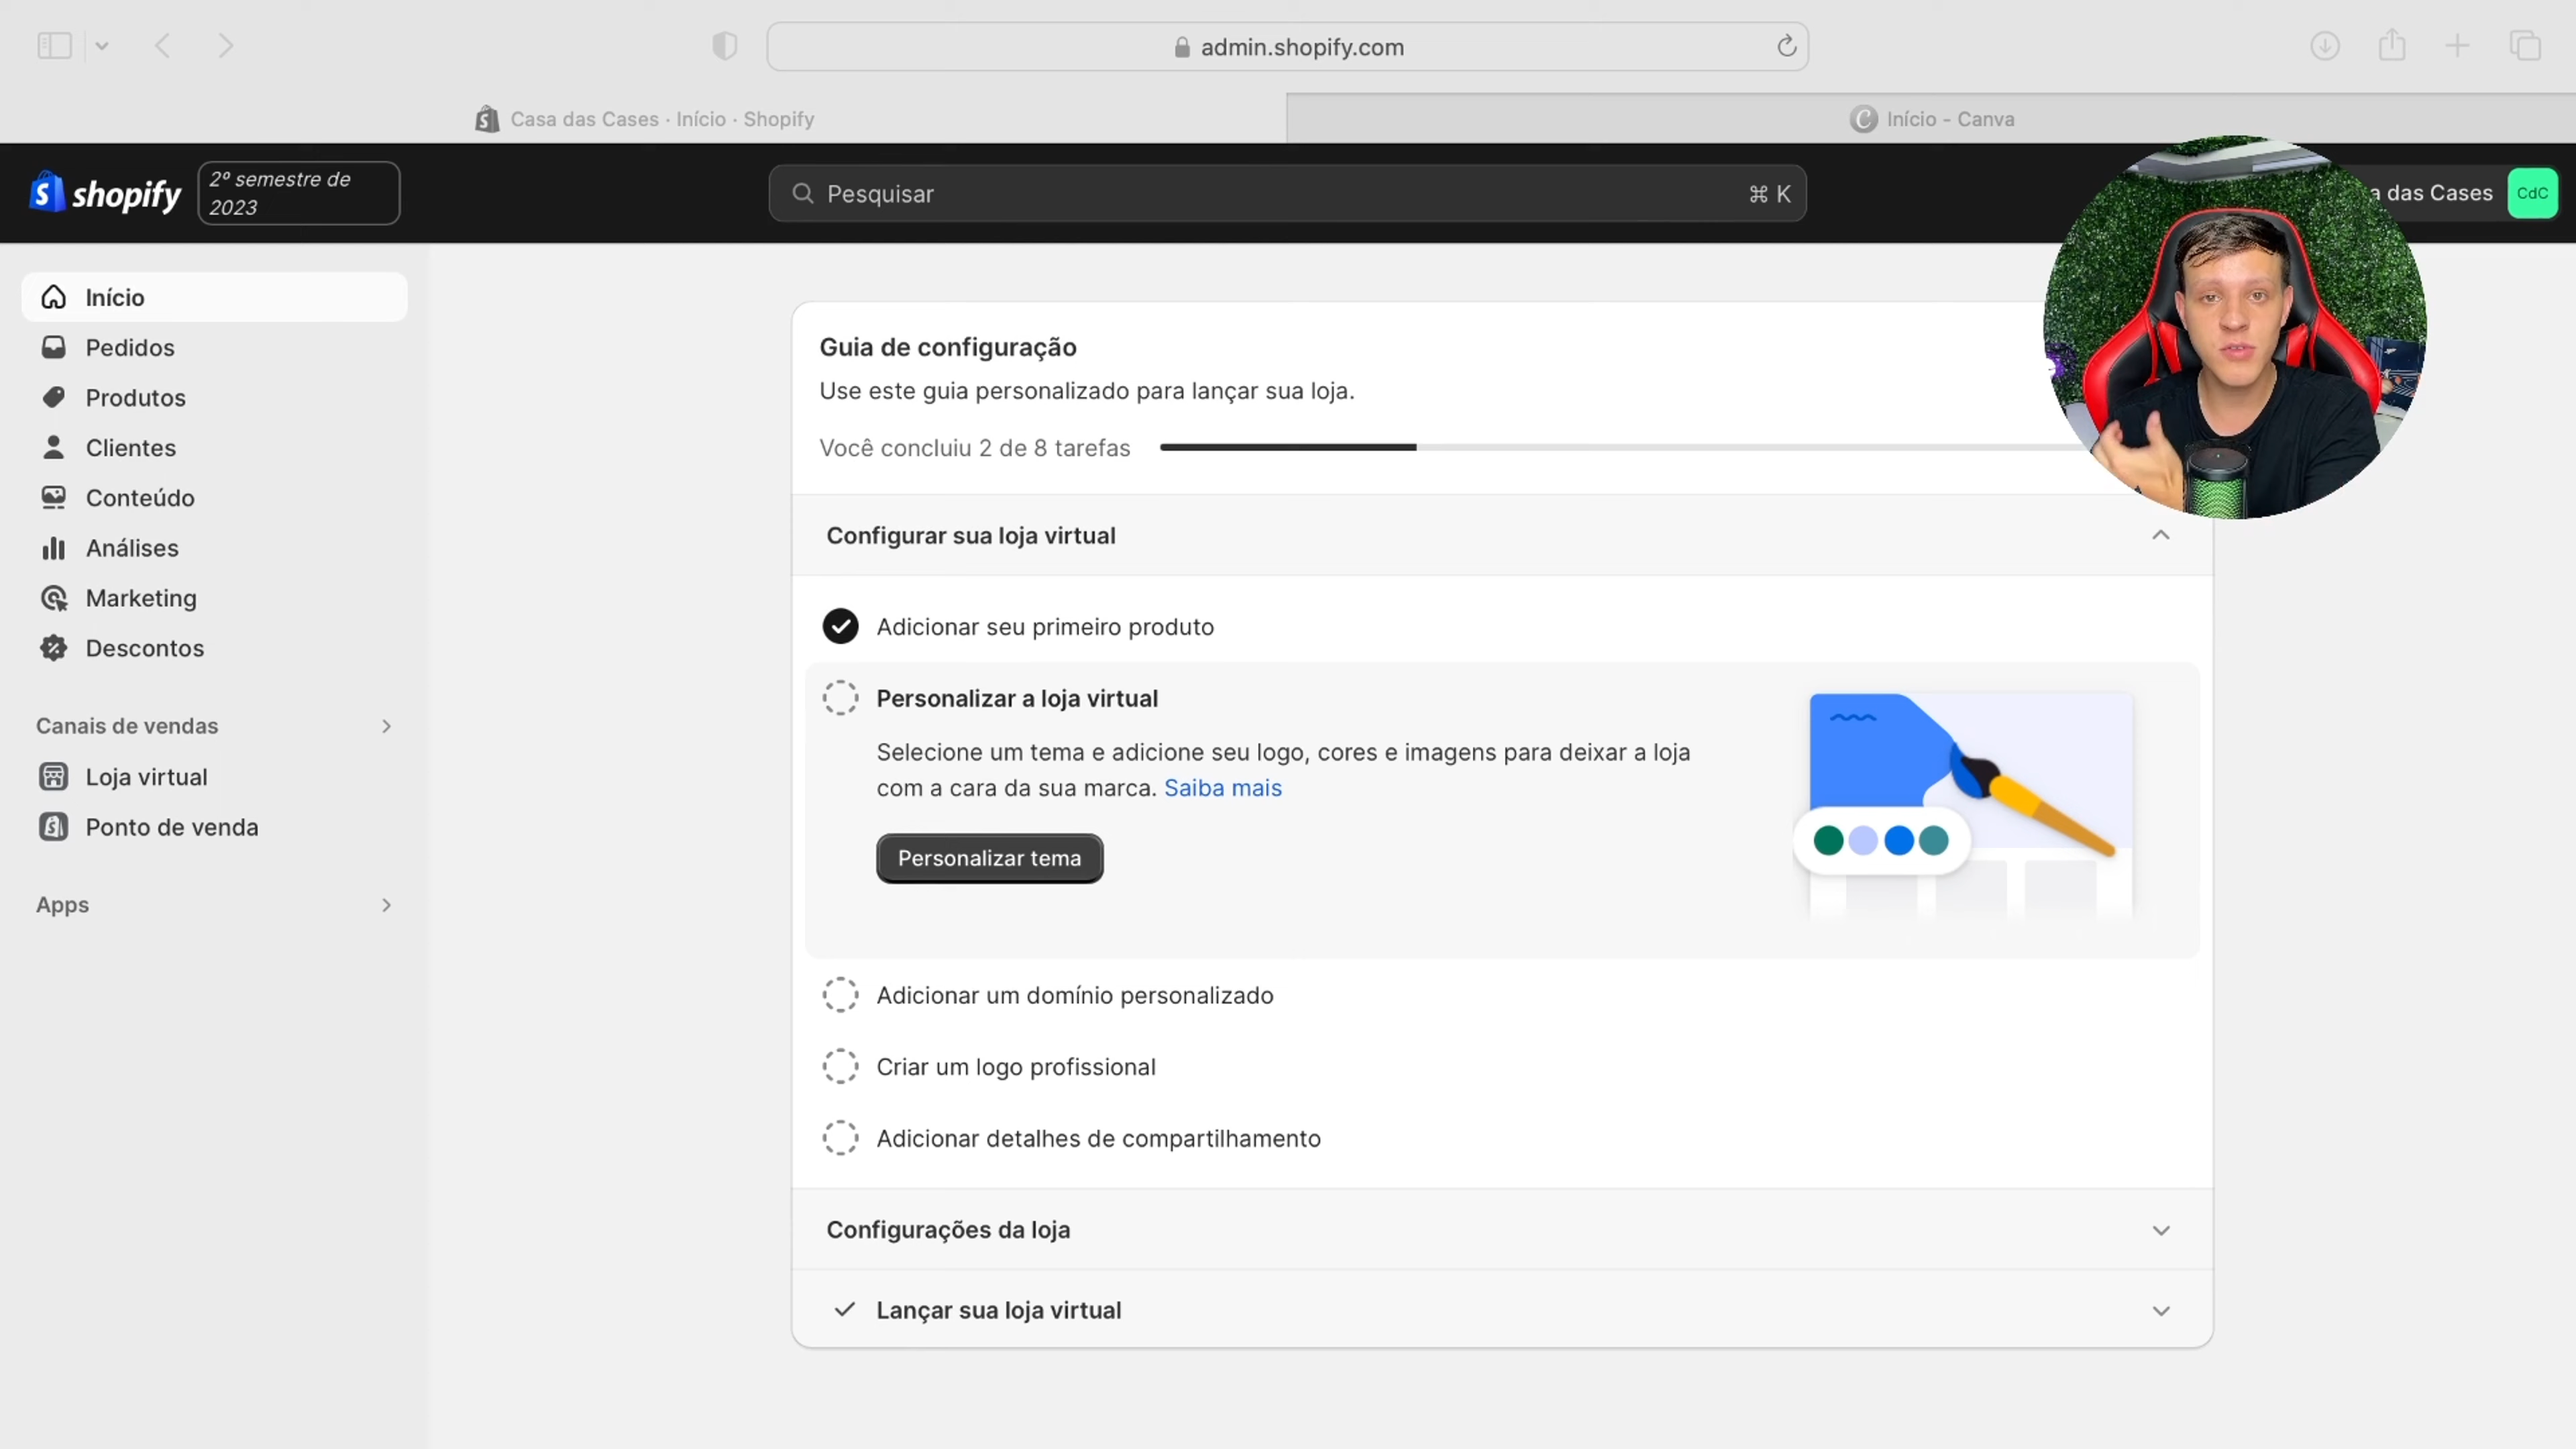 admin.shopify.com
Casa das Cases · Início · Shopify
Início - Canva
shopify
2º semestre de
2023
Pesquisar
⌘ K
a das Cases
CdC
Início
Pedidos
Produtos
Clientes
Conteúdo
Análises
Marketing
Descontos
Canais de vendas
Loja virtual
Ponto de venda
Apps
Guia de configuração
Use este guia personalizado para lançar sua loja.
Você concluiu 2 de 8 tarefas
Configurar sua loja virtual
Adicionar seu primeiro produto
Personalizar a loja virtual
Selecione um tema e adicione seu logo, cores e imagens para deixar a loja
com a cara da sua marca. Saiba mais
Personalizar tema
Adicionar um domínio personalizado
Criar um logo profissional
Adicionar detalhes de compartilhamento
Configurações da loja
Lançar sua loja virtual